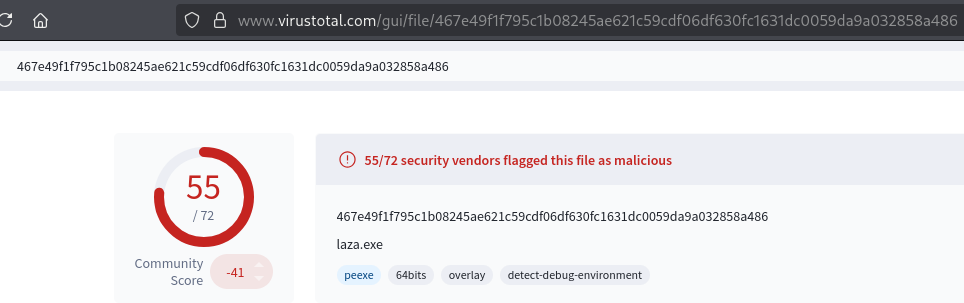 www.virustotal.com/gui/file/467e49f1f795c1b08245ae621c59cdf06df630fc1631dc0059da9a032858a486
467e49f1f795c1b08245ae621c59cdf06df630fc1631dc0059da9a032858a486
55
/ 72
Community
Score
-41
55/72 security vendors flagged this file as malicious
467e49f1f795c1b08245ae621c59cdf06df630fc1631dc0059da9a032858a486
laza.exe
peexe 64bits overlay detect-debug-environment